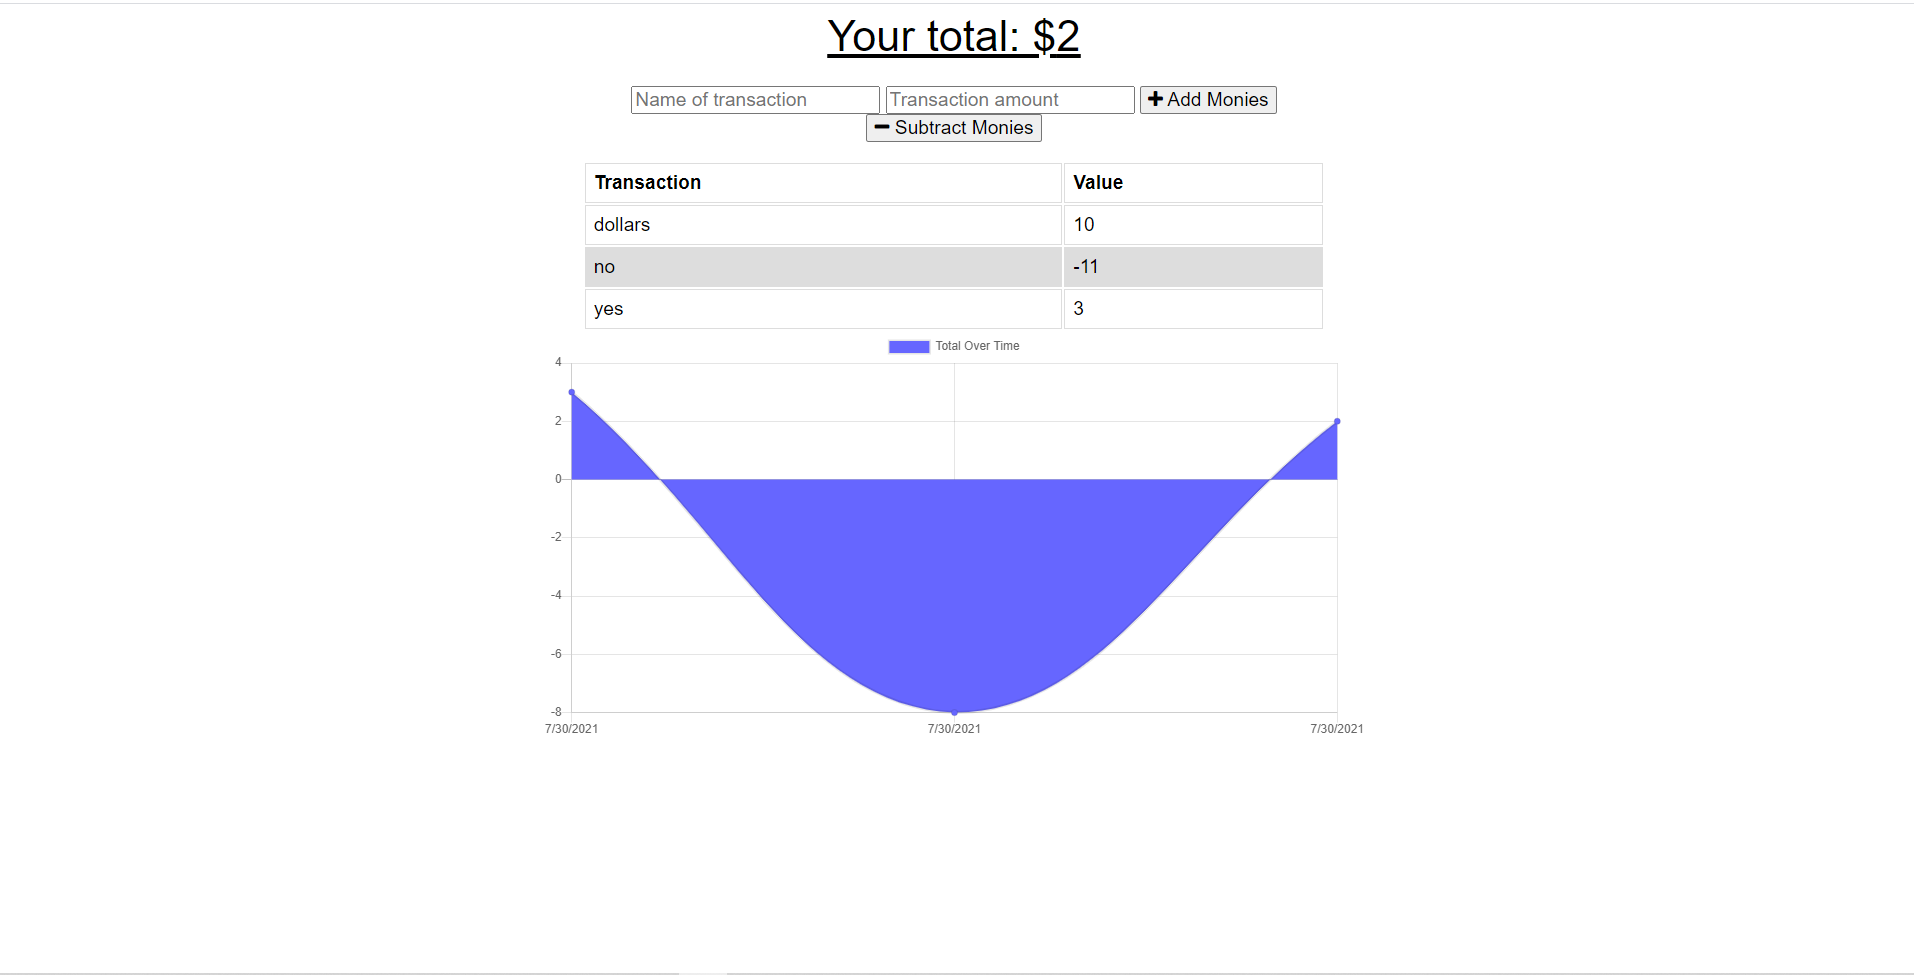 Your total: $2
Name of transaction Transaction amount Add Monies
Subtract Monies
Transaction Value
dollars 10
no -11
yes 3
Total Over Time
4
2
0
-2
-4
-6
-8
7/30/2021 7/30/2021 7/30/2021